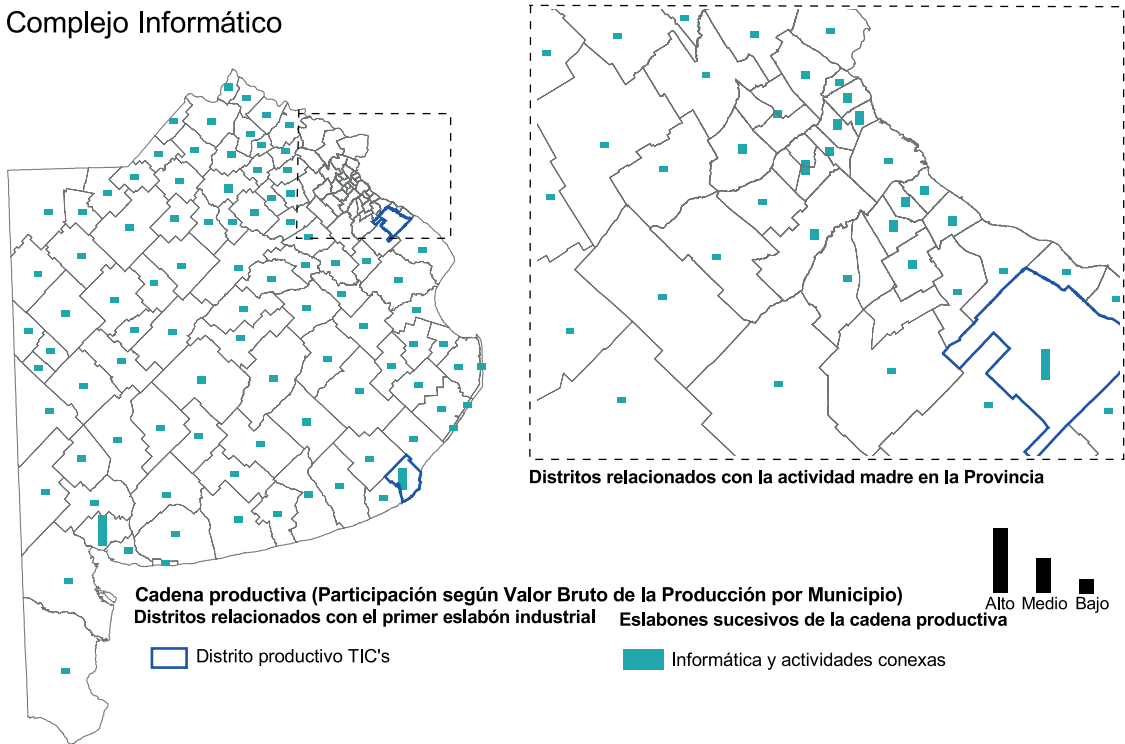 Complejo Informático
Distritos relacionados con la actividad madre en la Provincia
Alto Medio Bajo
Cadena productiva (Participación según Valor Bruto de la Producción por Municipio)
Distritos relacionados con el primer eslabón industrial
Eslabones sucesivos de la cadena productiva
Distrito productivo TIC's
Informática y actividades conexas